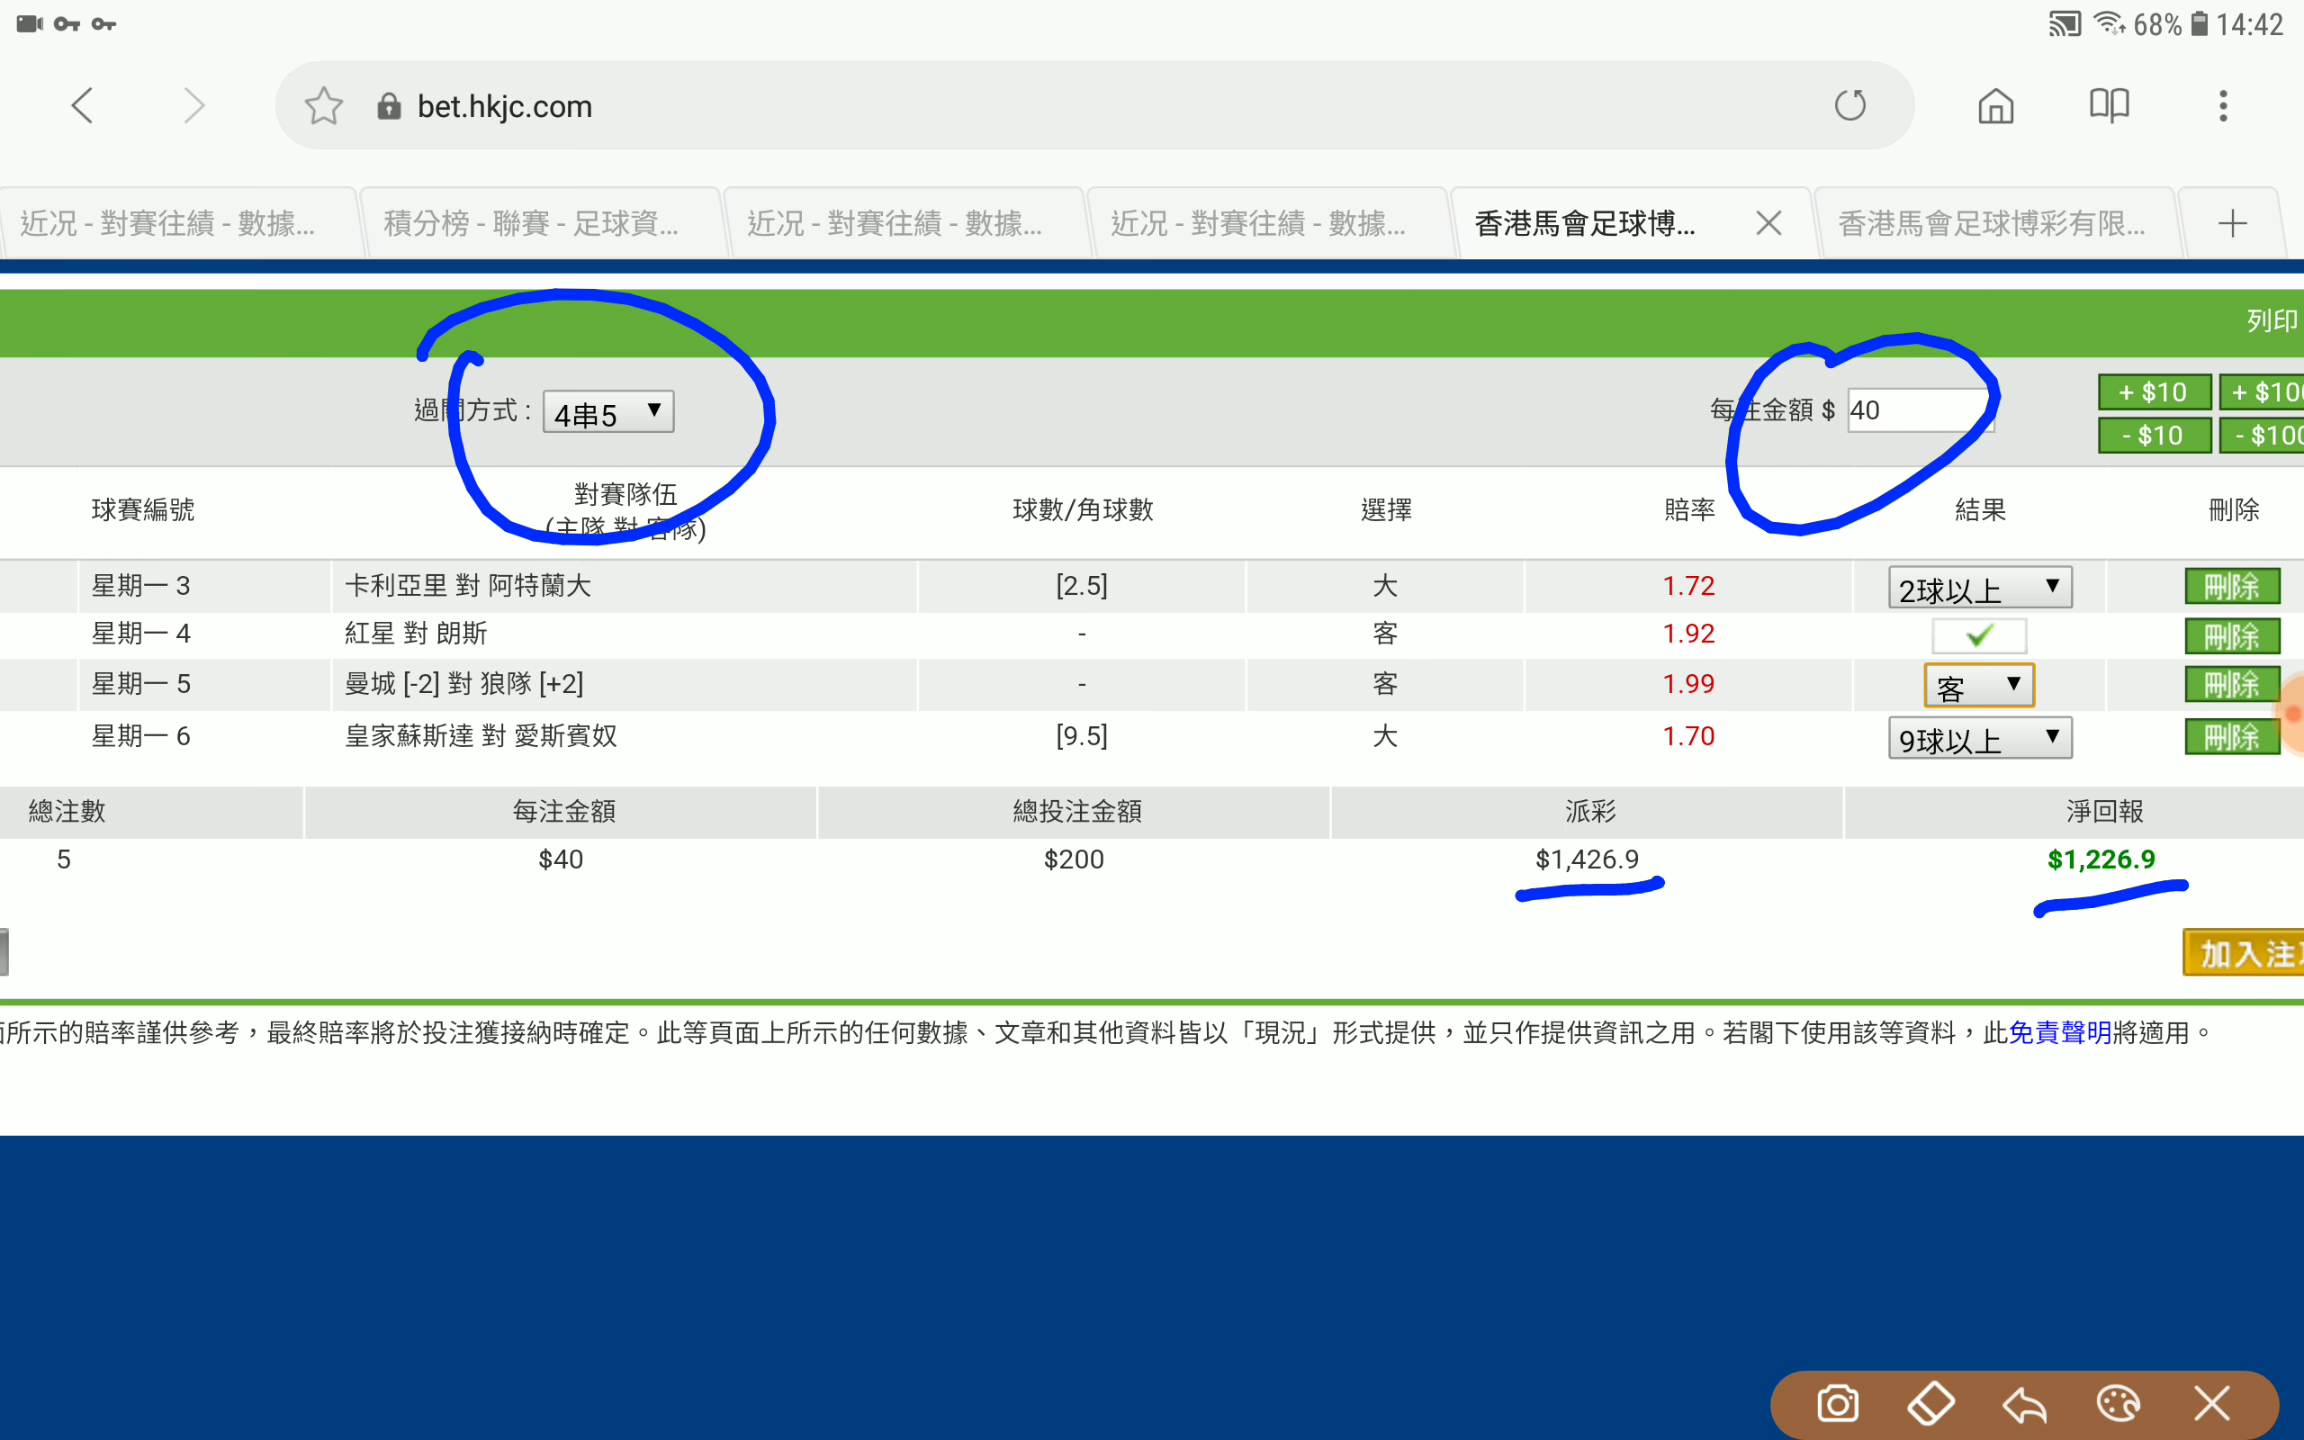 68% 14:42
bet.hkjc.com
近況 - 對賽往績 - 數據... 積分榜 - 聯賽 - 足球資... 近況 - 對賽往績 - 數據... 近況 - 對賽往績 - 數據... 香港馬會足球博... 香港馬會足球博彩有限...
列印
過關方式 : 4串5 每注金額 $ 40 + $10 + $100
- $10 - $100
球賽編號 對賽隊伍 球數/角球數 選擇 賠率 結果 刪除
(主隊 對 客隊)
星期一 3 卡利亞里 對 阿特蘭大 [2.5] 大 1.72 2球以上 刪除
星期一 4 紅星 對 朗斯 - 客 1.92 刪除
星期一 5 曼城 [-2] 對 狼隊 [+2] - 客 1.99 客 刪除
星期一 6 皇家蘇斯達 對 愛斯賓奴 [9.5] 大 1.70 9球以上 刪除
總注數 每注金額 總投注金額 派彩 淨回報
5 $40 $200 $1,426.9 $1,226.9
加入注
所示的賠率謹供參考，最終賠率將於投注獲接納時確定。此等頁面上所示的任何數據、文章和其他資料皆以「現況」形式提供，並只作提供資訊之用。若閣下使用該等資料，此免責聲明將適用。